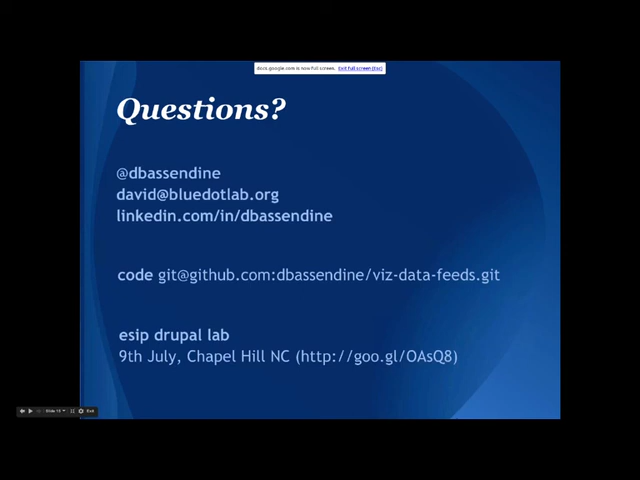 docs.google.com is now full screen. Exit full screen (Esc)
Questions?
@dbassendine
david@bluedotlab.org
linkedin.com/in/dbassendine
code git@github.com:dbassendine/viz-data-feeds.git
esip drupal lab
9th July, Chapel Hill NC (http://goo.gl/OAsQ8)
Exit